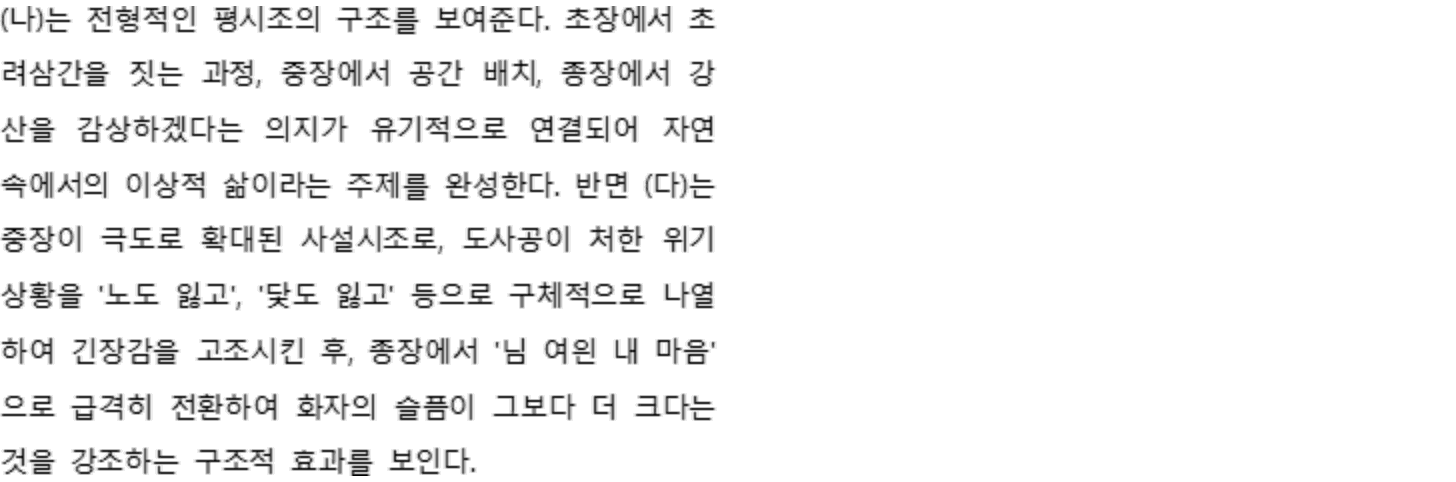 (나)는 전형적인 평시조의 구조를 보여준다. 초장에서 초
려삼간을 짓는 과정, 중장에서 공간 배치, 종장에서 강
산을 감상하겠다는 의지가 유기적으로 연결되어 자연
속에서의 이상적 삶이라는 주제를 완성한다. 반면 (다)는
중장이 극도로 확대된 사설시조로, 도사공이 처한 위기
상황을 '노도 잃고', '닻도 잃고' 등으로 구체적으로 나열
하여 긴장감을 고조시킨 후, 종장에서 '님 여읜 내 마음'
으로 급격히 전환하여 화자의 슬픔이 그보다 더 크다는
것을 강조하는 구조적 효과를 보인다.